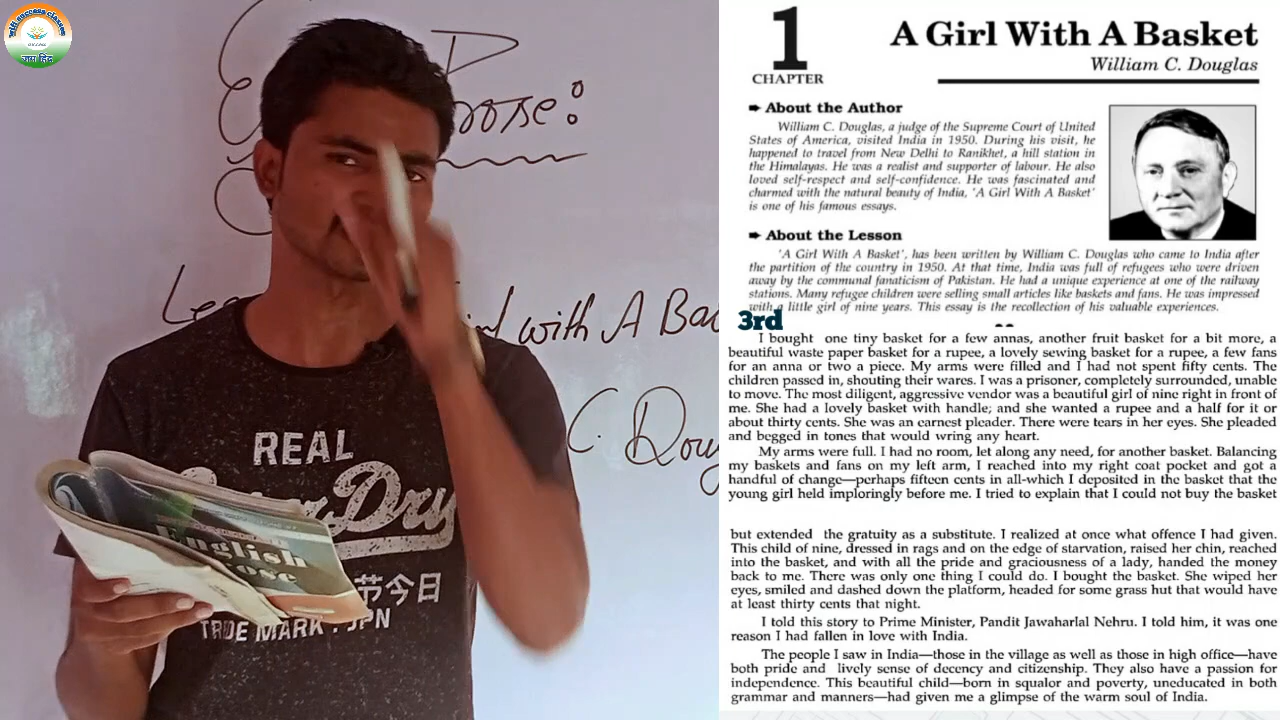 will success classes
success
जय हिंद
Prose:
Girl with A Bas
C. Doug
REAL
Dry
节今日
TRDE MARK JPN
English
Prose
1
CHAPTER
A Girl With A Basket
William C. Douglas
➨ About the Author
William C. Douglas, a judge of the Supreme Court of United
States of America, visited India in 1950. During his visit, he
happened to travel from New Delhi to Ranikhet, a hill station in
the Himalayas. He was a realist and supporter of labour. He also
loved self-respect and self-confidence. He was fascinated and
charmed with the natural beauty of India, 'A Girl With A Basket'
is one of his famous essays.
➨ About the Lesson
'A Girl With A Basket', has been written by William C. Douglas who came to India after
the partition of the country in 1950. At that time, India was full of refugees who were driven
away by the communal fanaticism of Pakistan. He had a unique experience at one of the railway
stations. Many refugee children were selling small articles like baskets and fans. He was impressed
with a little girl of nine years. This essay is the recollection of his valuable experiences.
3rd
I bought one tiny basket for a few annas, another fruit basket for a bit more, a
beautiful waste paper basket for a rupee, a lovely sewing basket for a rupee, a few fans
for an anna or two a piece. My arms were filled and I had not spent fifty cents. The
children passed in, shouting their wares. I was a prisoner, completely surrounded, unable
to move. The most diligent, aggressive vendor was a beautiful girl of nine right in front of
me. She had a lovely basket with handle; and she wanted a rupee and a half for it or
about thirty cents. She was an earnest pleader. There were tears in her eyes. She pleaded
and begged in tones that would wring any heart.
My arms were full. I had no room, let along any need, for another basket. Balancing
my baskets and fans on my left arm, I reached into my right coat pocket and got a
handful of change—perhaps fifteen cents in all-which I deposited in the basket that the
young girl held imploringly before me. I tried to explain that I could not buy the basket
but extended the gratuity as a substitute. I realized at once what offence I had given.
This child of nine, dressed in rags and on the edge of starvation, raised her chin, reached
into the basket, and with all the pride and graciousness of a lady, handed the money
back to me. There was only one thing I could do. I bought the basket. She wiped her
eyes, smiled and dashed down the platform, headed for some grass hut that would have
at least thirty cents that night.
I told this story to Prime Minister, Pandit Jawaharlal Nehru. I told him, it was one
reason I had fallen in love with India.
The people I saw in India—those in the village as well as those in high office—have
both pride and lively sense of decency and citizenship. They also have a passion for
independence. This beautiful child—born in squalor and poverty, uneducated in both
grammar and manners—had given me a glimpse of the warm soul of India.